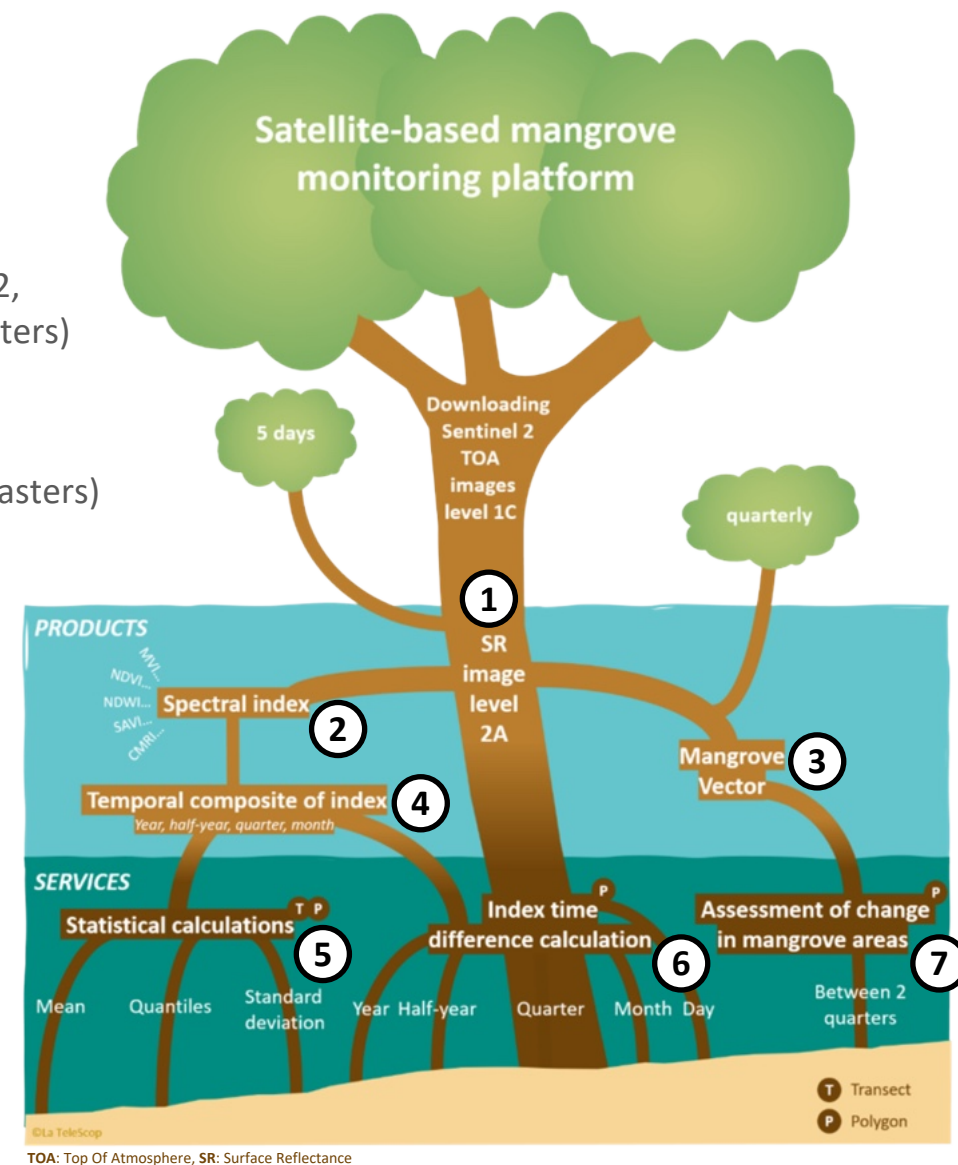 Satellite-based mangrove
monitoring platform
2,
ters)
asters)
5 days
Downloading
Sentinel 2
TOA
images
level 1C
quarterly
1
PRODUCTS
SR
image
level
2A
MVI...
NDVI...
NDWI...
SAVI...
CMRI...
Spectral index
2
Mangrove
Vector
3
Temporal composite of index
Year, half-year, quarter, month
4
SERVICES
Statistical calculations
T P
5
Mean
Quantiles
Standard
deviation
Index time
difference calculation
P
6
Year Half-year Quarter Month Day
Assessment of change
in mangrove areas
P
7
Between 2
quarters
T Transect
P Polygon
©La TeleScop
TOA: Top Of Atmosphere, SR: Surface Reflectance